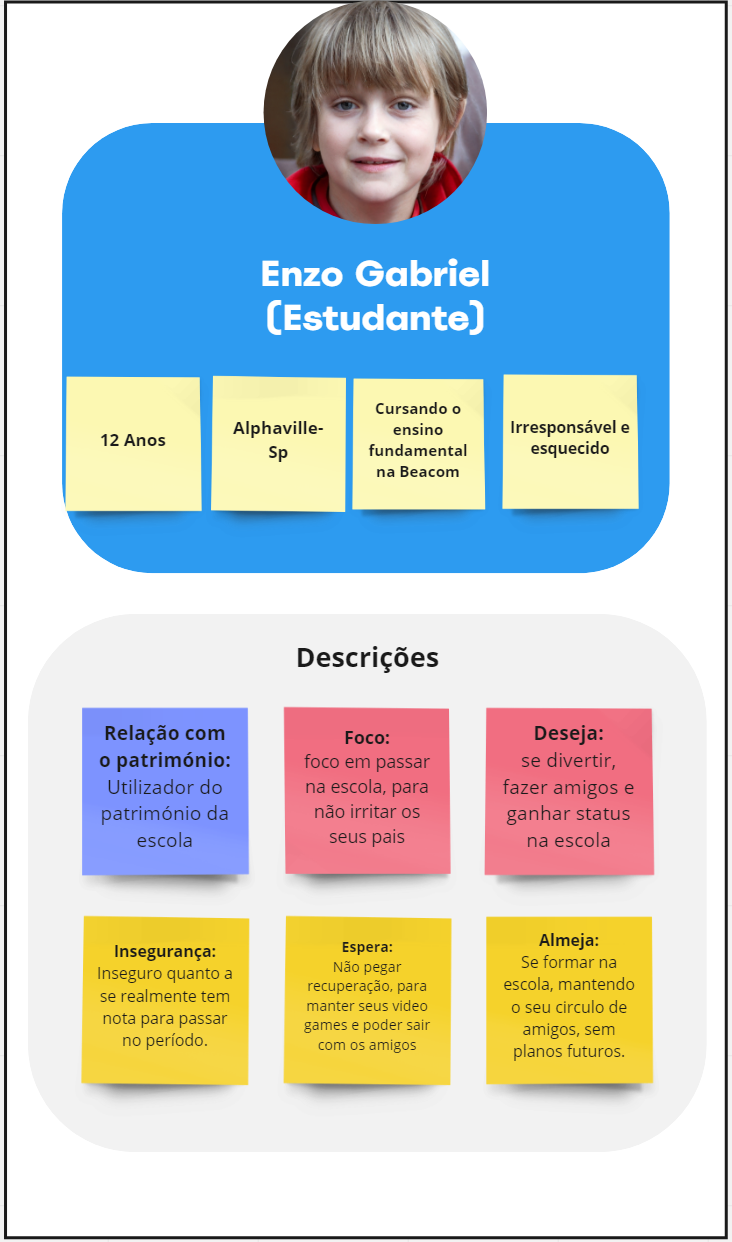 Enzo Gabriel
(Estudante)
12 Anos
Alphaville-
Sp
Cursando o
ensino
fundamental
na Beacom
Irresponsável e
esquecido
Descrições
Relação com
o património:
Utilizador do
património da
escola
Foco:
foco em passar
na escola, para
não irritar os
seus pais
Deseja:
se divertir,
fazer amigos e
ganhar status
na escola
Insegurança:
Inseguro quanto a
se realmente tem
nota para passar
no período.
Espera:
Não pegar
recuperação, para
manter seus video
games e poder sair
com os amigos
Almeja:
Se formar na
escola, mantendo
o seu circulo de
amigos, sem
planos futuros.